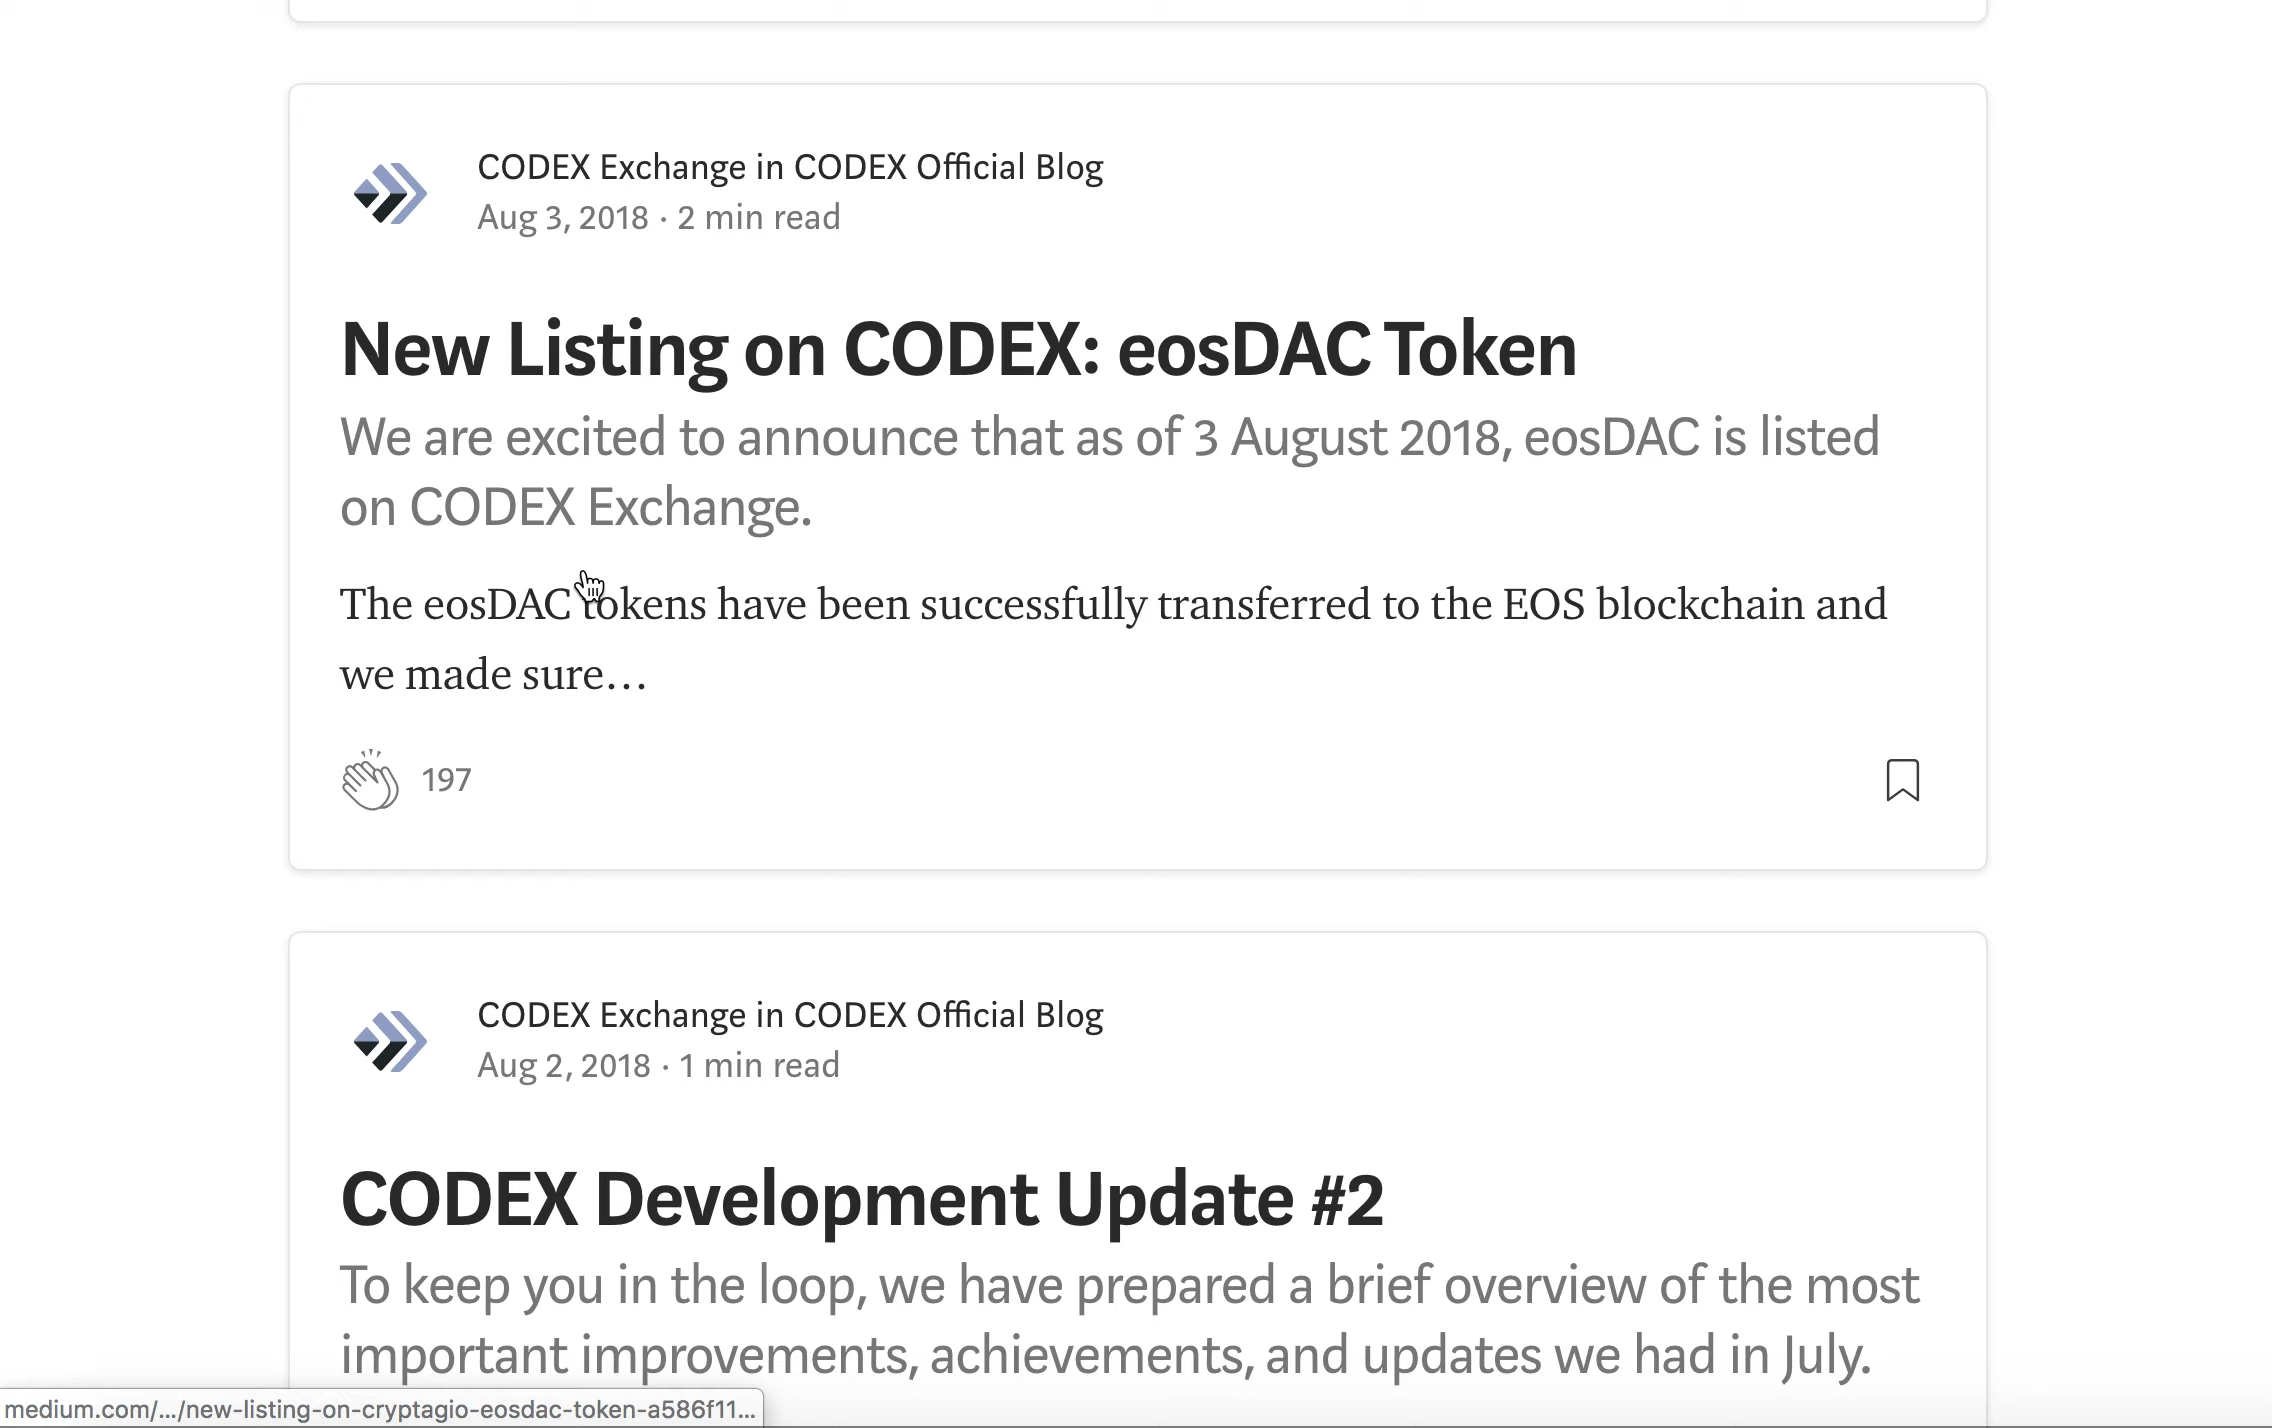 CODEX Exchange in CODEX Official Blog
Aug 3, 2018 · 2 min read
New Listing on CODEX: eosDAC Token
We are excited to announce that as of 3 August 2018, eosDAC is listed
on CODEX Exchange.
The eosDAC tokens have been successfully transferred to the EOS blockchain and
we made sure…
197
CODEX Exchange in CODEX Official Blog
Aug 2, 2018 · 1 min read
CODEX Development Update #2
To keep you in the loop, we have prepared a brief overview of the most
important improvements, achievements, and updates we had in July.
medium.com/.../new-listing-on-cryptagio-eosdac-token-a586f11...